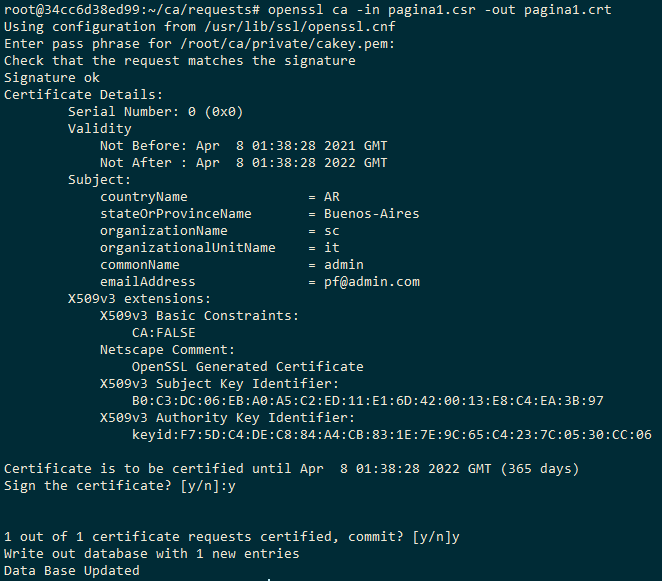 root@34cc6d38ed99:~/ca/requests# openssl ca -in pagina1.csr -out pagina1.crt
Using configuration from /usr/lib/ssl/openssl.cnf
Enter pass phrase for /root/ca/private/cakey.pem:
Check that the request matches the signature
Signature ok
Certificate Details:
        Serial Number: 0 (0x0)
        Validity
            Not Before: Apr  8 01:38:28 2021 GMT
            Not After : Apr  8 01:38:28 2022 GMT
        Subject:
            countryName               = AR
            stateOrProvinceName       = Buenos-Aires
            organizationName          = sc
            organizationalUnitName    = it
            commonName                = admin
            emailAddress              = pf@admin.com
        X509v3 extensions:
            X509v3 Basic Constraints:
                CA:FALSE
            Netscape Comment:
                OpenSSL Generated Certificate
            X509v3 Subject Key Identifier:
                B0:C3:DC:06:EB:A0:A5:C2:ED:11:E1:6D:42:00:13:E8:C4:EA:3B:97
            X509v3 Authority Key Identifier:
                keyid:F7:5D:C4:DE:C8:84:A4:CB:83:1E:7E:9C:65:C4:23:7C:05:30:CC:06
Certificate is to be certified until Apr  8 01:38:28 2022 GMT (365 days)
Sign the certificate? [y/n]:y
1 out of 1 certificate requests certified, commit? [y/n]y
Write out database with 1 new entries
Data Base Updated